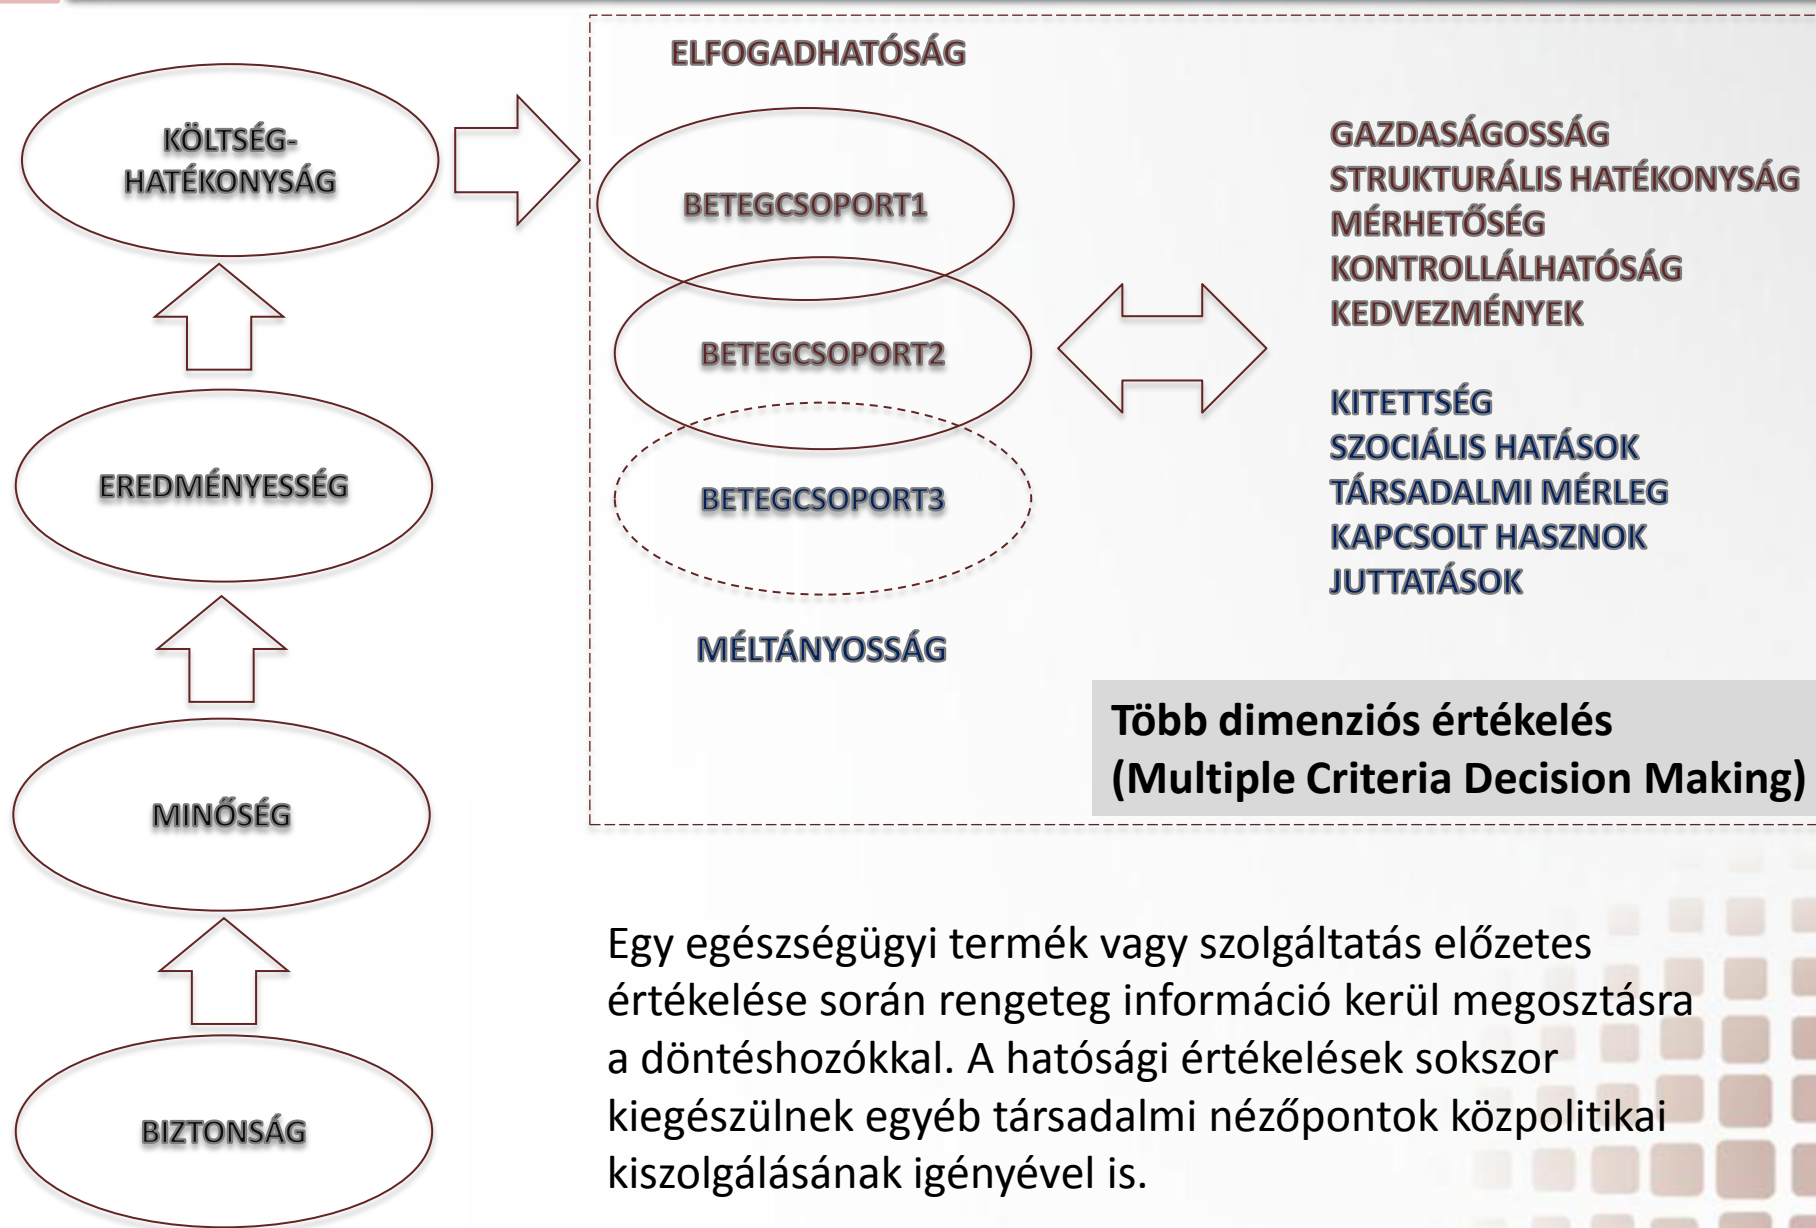 KÖLTSÉG-
HATÉKONYSÁG
EREDMÉNYESSÉG
MINŐSÉG
BIZTONSÁG
ELFOGADHATÓSÁG
BETEGCSOPORT1
BETEGCSOPORT2
BETEGCSOPORT3
MÉLTÁNYOSSÁG
GAZDASÁGOSSÁG
STRUKTURÁLIS HATÉKONYSÁG
MÉRHETŐSÉG
KONTROLLÁLHATÓSÁG
KEDVEZMÉNYEK
KITETTSÉG
SZOCIÁLIS HATÁSOK
TÁRSADALMI MÉRLEG
KAPCSOLT HASZNOK
JUTTATÁSOK
Több dimenziós értékelés
(Multiple Criteria Decision Making)
Egy egészségügyi termék vagy szolgáltatás előzetes
értékelése során rengeteg információ kerül megosztásra
a döntéshozókkal. A hatósági értékelések sokszor
kiegészülnek egyéb társadalmi nézőpontok közpolitikai
kiszolgálásának igényével is.